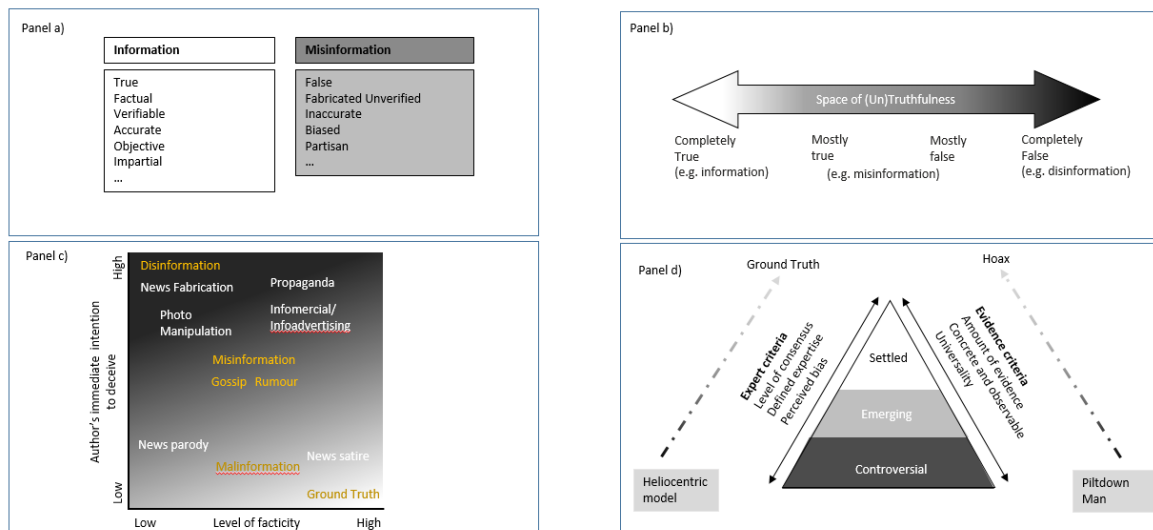 Panel a)
Information
True
Factual
Verifiable
Accurate
Objective
Impartial
...
Misinformation
False
Fabricated Unverified
Inaccurate
Biased
Partisan
...
Panel b)
Space of (Un)Truthfulness
Completely
True
(e.g. information)
Mostly
true
Mostly
false
(e.g. misinformation)
Completely
False
(e.g. disinformation)
Panel c)
Author's immediate intention
to deceive
High
Low
Disinformation
News Fabrication
Propaganda
Photo
Manipulation
Infomercial/
Infoadvertising
Misinformation
Gossip Rumour
News parody
News satire
Malinformation
Ground Truth
Low
Level of facticity
High
Panel d)
Ground Truth
Hoax
Expert criteria
Level of consensus
Defined expertise
Perceived bias
Evidence criteria
Amount of evidence
Concrete and observable
Universality
Settled
Emerging
Controversial
Heliocentric
model
Piltdown
Man